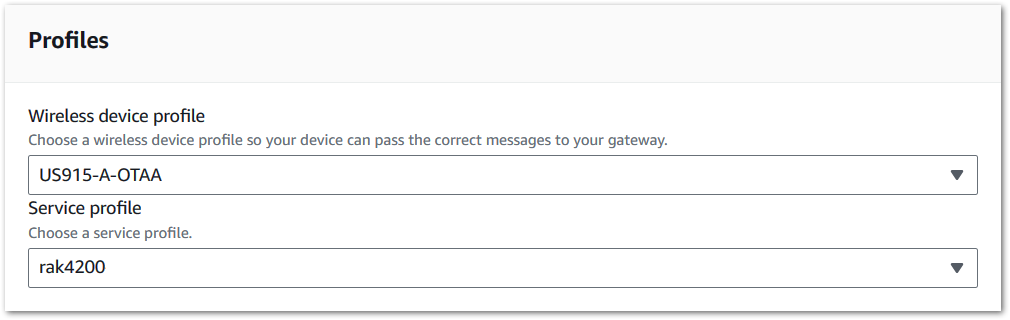 Profiles
Wireless device profile
Choose a wireless device profile so your device can pass the correct messages to your gateway.
US915-A-OTAA
Service profile
Choose a service profile.
rak4200